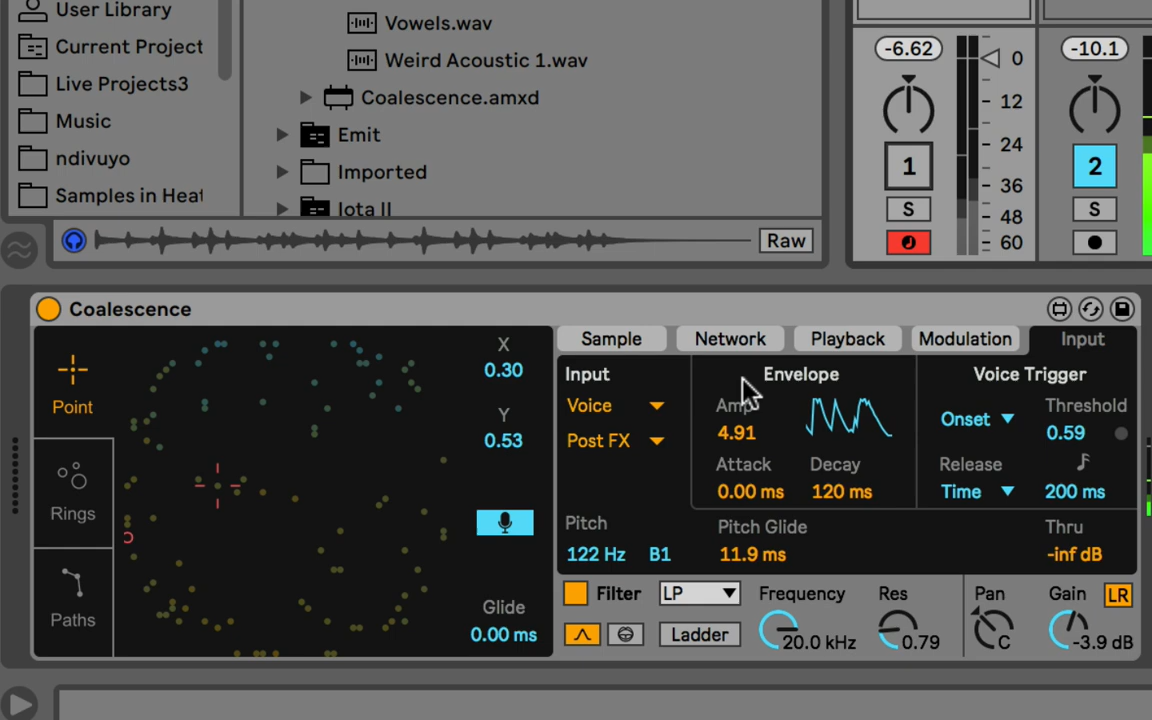 User Library
Current Project
Live Projects3
Music
ndivuyo
Samples in Heat
Vowels.wav
Weird Acoustic 1.wav
Coalescence.amxd
Emit
Imported
Iota II
Raw
-6.62
0
12
24
36
48
60
1
S
-10.1
2
S
Coalescence
Point
Rings
Paths
X
0.30
Y
0.53
Glide
0.00 ms
Sample Network Playback Modulation Input
Input
Voice
Post FX
Envelope
Amp
4.91
Attack Decay
0.00 ms 120 ms
Voice Trigger
Onset
Threshold
0.59
Release
Time 200 ms
Pitch
122 Hz B1
Pitch Glide
11.9 ms
Thru
-inf dB
Filter LP
Ladder
Frequency
20.0 kHz
Res
0.79
Pan
C
Gain LR
-3.9 dB